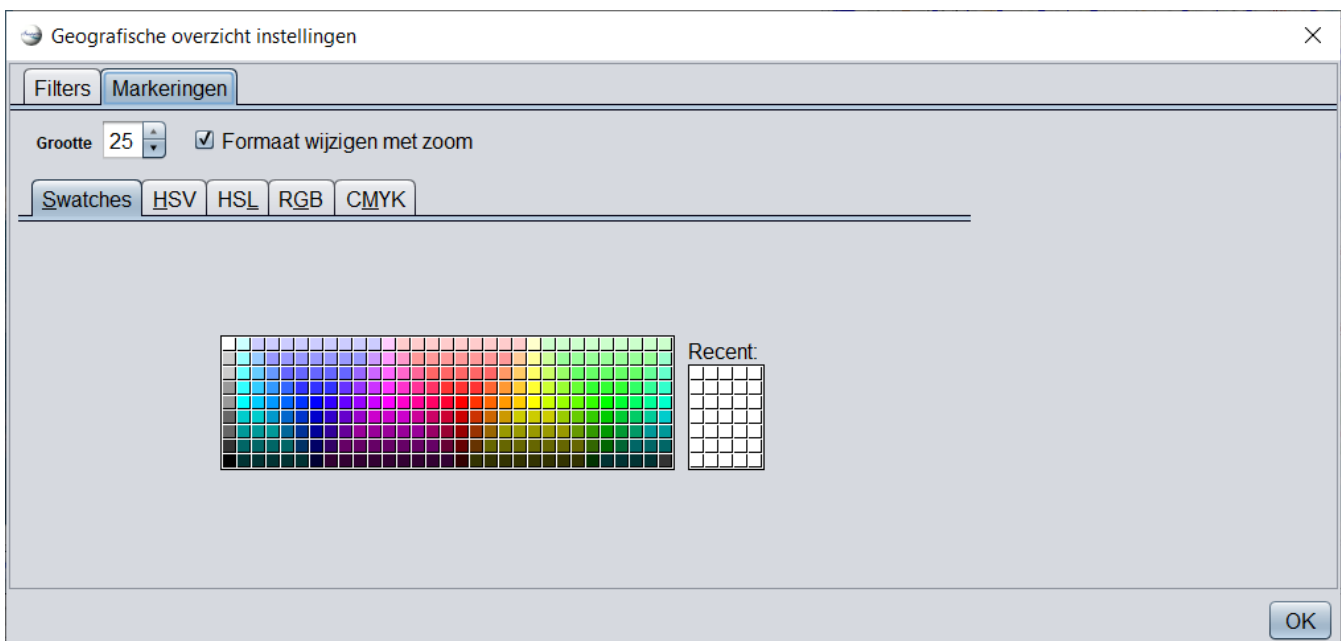 Geografische overzicht instellingen
Filters Markeringen
Grootte 25 Formaat wijzigen met zoom
Swatches HSV HSL RGB CMYK
Recent:
OK